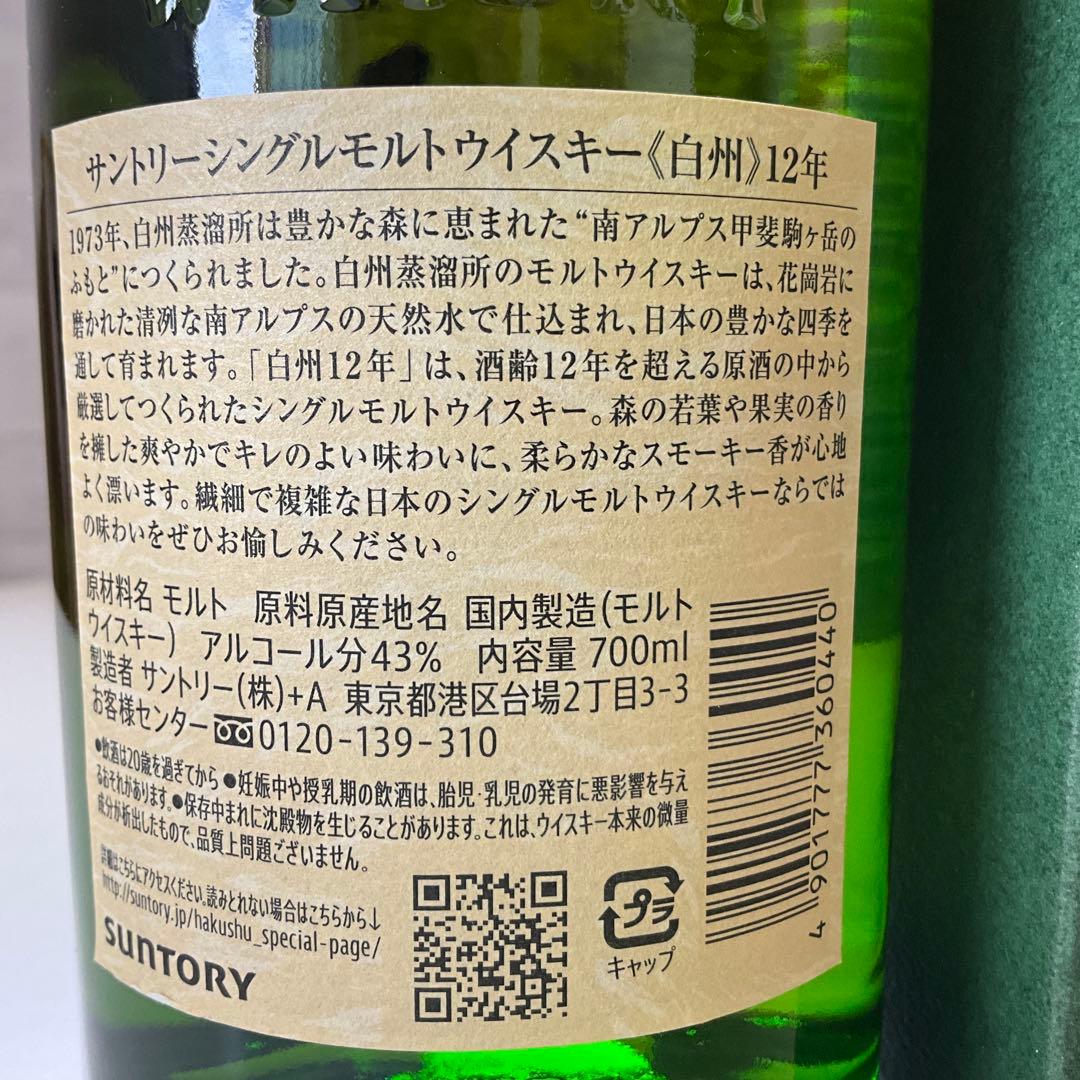 サントリーシングルモルトウイスキー《白州》12年
1973年、白州蒸溜所は豊かな森に恵まれた“南アルプス甲斐駒ヶ岳の
ふもと”につくられました。白州蒸溜所のモルトウイスキーは、花崗岩に
磨かれた清冽な南アルプスの天然水で仕込まれ、日本の豊かな四季を
通して育まれます。「白州12年」は、酒齢12年を超える原酒の中から
厳選してつくられたシングルモルトウイスキー。森の若葉や果実の香り
を擁した爽やかでキレのよい味わいに、柔らかなスモーキー香が心地
よく漂います。繊細で複雑な日本のシングルモルトウイスキーならでは
の味わいをぜひお愉しみください。
原材料名 モルト 原料原産地名 国内製造(モルト
ウイスキー) アルコール分43% 内容量 700ml
製造者 サントリー(株)+A 東京都港区台場2丁目3-3
お客様センター 0120-139-310
●飲酒は20歳を過ぎてから ●妊娠中や授乳期の飲酒は、胎児・乳児の発育に悪影響を与え
るおそれがあります。●保存中まれに沈殿物を生じることがあります。これは、ウイスキー本来の微量
成分が析出したもので、品質上問題ございません。
詳細はこちらにアクセスください。読みとれない場合はこちらから↓
http://suntory.jp/hakushu_special-page/
SUNTORY
プラ
キャップ
4 901777 360440